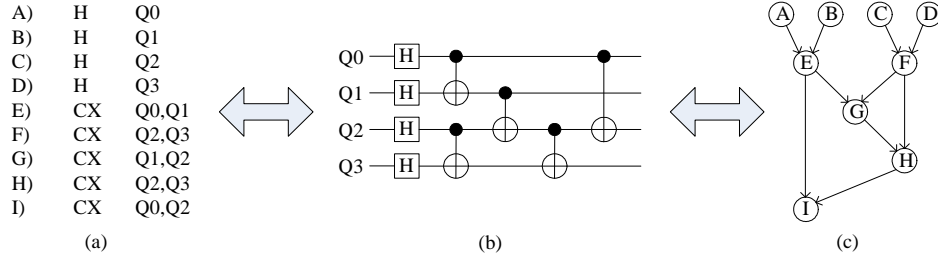 A) H Q0
B) H Q1
C) H Q2
D) H Q3
E) CX Q0,Q1
F) CX Q2,Q3
G) CX Q1,Q2
H) CX Q2,Q3
I) CX Q0,Q2
(a)
Q0 H
Q1 H
Q2 H
Q3 H
(b)
A B C D
E F
G
H
I
(c)